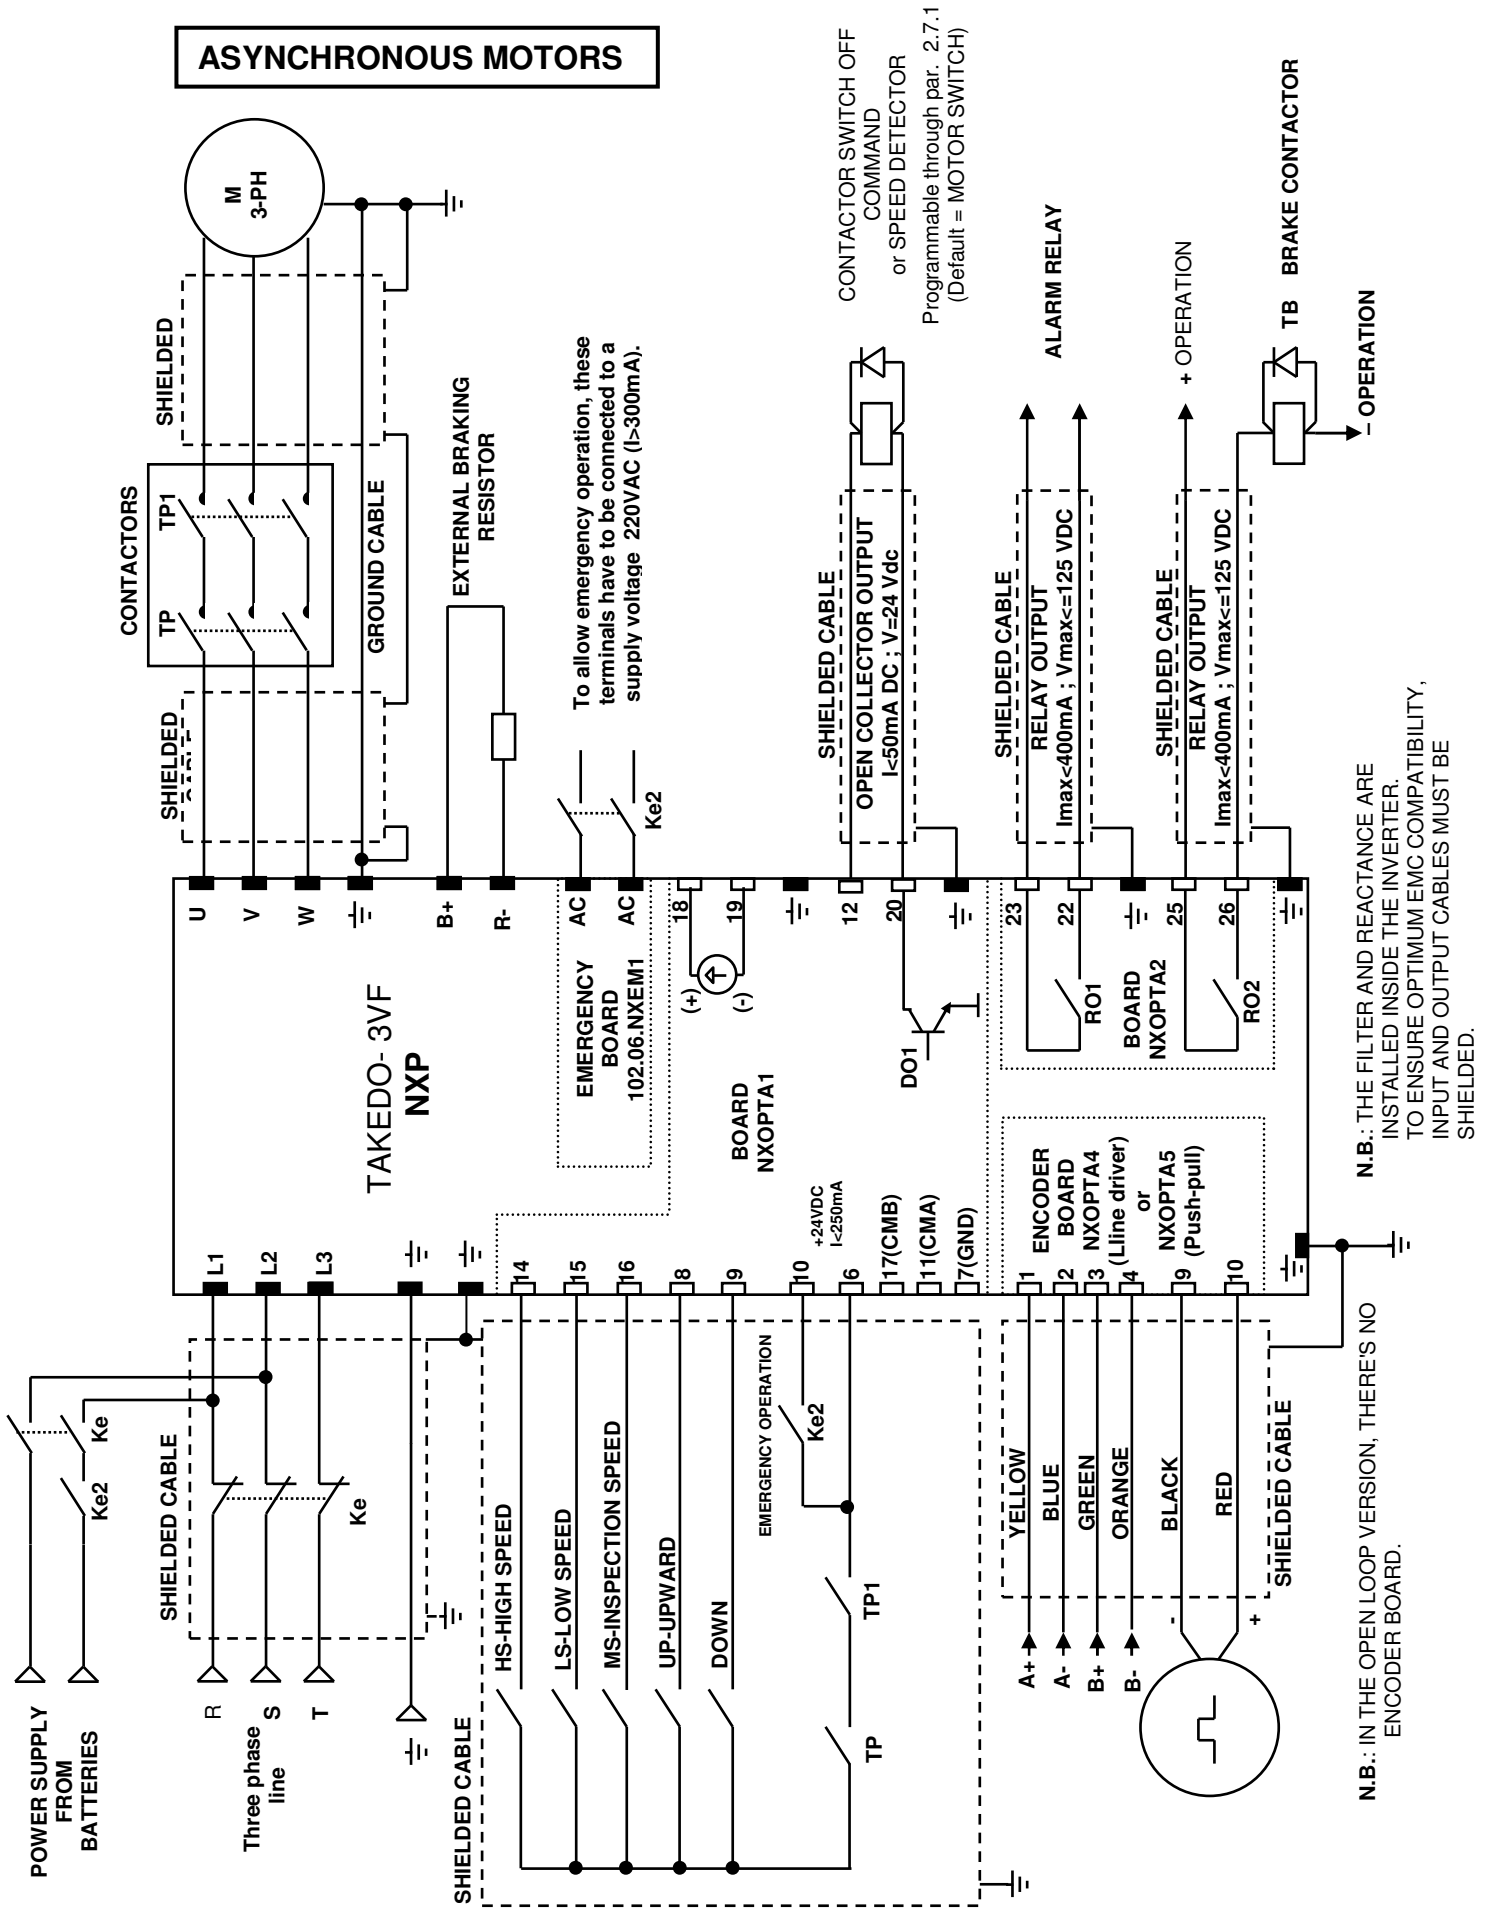 ASYNCHRONOUS MOTORS
POWER SUPPLY
FROM
BATTERIES
Ke2
Ke
Three phase
line
R
S
T
SHIELDED CABLE
Ke
L1
L2
L3
TAKEDO- 3VF
NXP
U
V
W
B+
R-
SHIELDED
CONTACTORS
TP
TP1
SHIELDED
M
3-PH
GROUND CABLE
EXTERNAL BRAKING
RESISTOR
To allow emergency operation, these
terminals have to be connected to a
supply voltage 220VAC (I>300mA).
Ke2
AC
AC
EMERGENCY
BOARD
102.06.NXEM1
SHIELDED CABLE
HS-HIGH SPEED
LS-LOW SPEED
MS-INSPECTION SPEED
UP-UPWARD
DOWN
EMERGENCY OPERATION
Ke2
TP
TP1
14
15
16
8
9
10
6
17(CMB)
11(CMA)
7(GND)
+24VDC
I<250mA
BOARD
NXOPTA1
18
19
(+)
(-)
12
20
DO1
SHIELDED CABLE
OPEN COLLECTOR OUTPUT
I<50mA DC ; V=24 Vdc
CONTACTOR SWITCH OFF
COMMAND
or SPEED DETECTOR
Programmable through par. 2.7.1
(Default = MOTOR SWITCH)
A+
A-
B+
B-
-
+
YELLOW
BLUE
GREEN
ORANGE
BLACK
RED
SHIELDED CABLE
1
2
3
4
9
10
ENCODER
BOARD
NXOPTA4
(Lline driver)
or
NXOPTA5
(Push-pull)
BOARD
NXOPTA2
RO1
RO2
23
22
25
26
SHIELDED CABLE
RELAY OUTPUT
Imax<400mA ; Vmax<=125 VDC
ALARM RELAY
SHIELDED CABLE
RELAY OUTPUT
Imax<400mA ; Vmax<=125 VDC
+ OPERATION
TB BRAKE CONTACTOR
– OPERATION
N.B.: IN THE OPEN LOOP VERSION, THERE'S NO
ENCODER BOARD.
N.B.: THE FILTER AND REACTANCE ARE
INSTALLED INSIDE THE INVERTER.
TO ENSURE OPTIMUM EMC COMPATIBILITY,
INPUT AND OUTPUT CABLES MUST BE
SHIELDED.